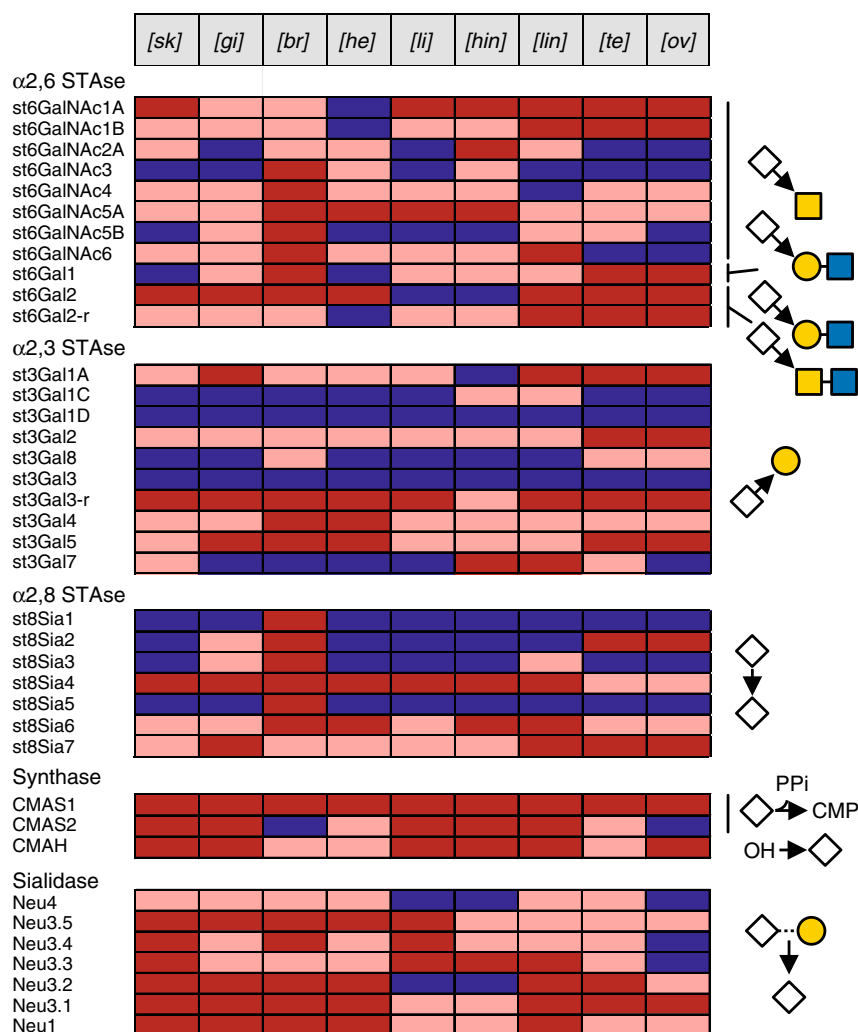 [sk] [gi] [br] [he] [li] [hin] [lin] [te] [ov]
α2,6 STAse
st6GalNAc1A
st6GalNAc1B
st6GalNAc2A
st6GalNAc3
st6GalNAc4
st6GalNAc5A
st6GalNAc5B
st6GalNAc6
st6Gal1
st6Gal2
st6Gal2-r
α2,3 STAse
st3Gal1A
st3Gal1C
st3Gal1D
st3Gal2
st3Gal8
st3Gal3
st3Gal3-r
st3Gal4
st3Gal5
st3Gal7
α2,8 STAse
st8Sia1
st8Sia2
st8Sia3
st8Sia4
st8Sia5
st8Sia6
st8Sia7
Synthase
PPi
CMAS1
CMP
CMAS2
CMAH
OH
Sialidase
Neu4
Neu3.5
Neu3.4
Neu3.3
Neu3.2
Neu3.1
Neu1